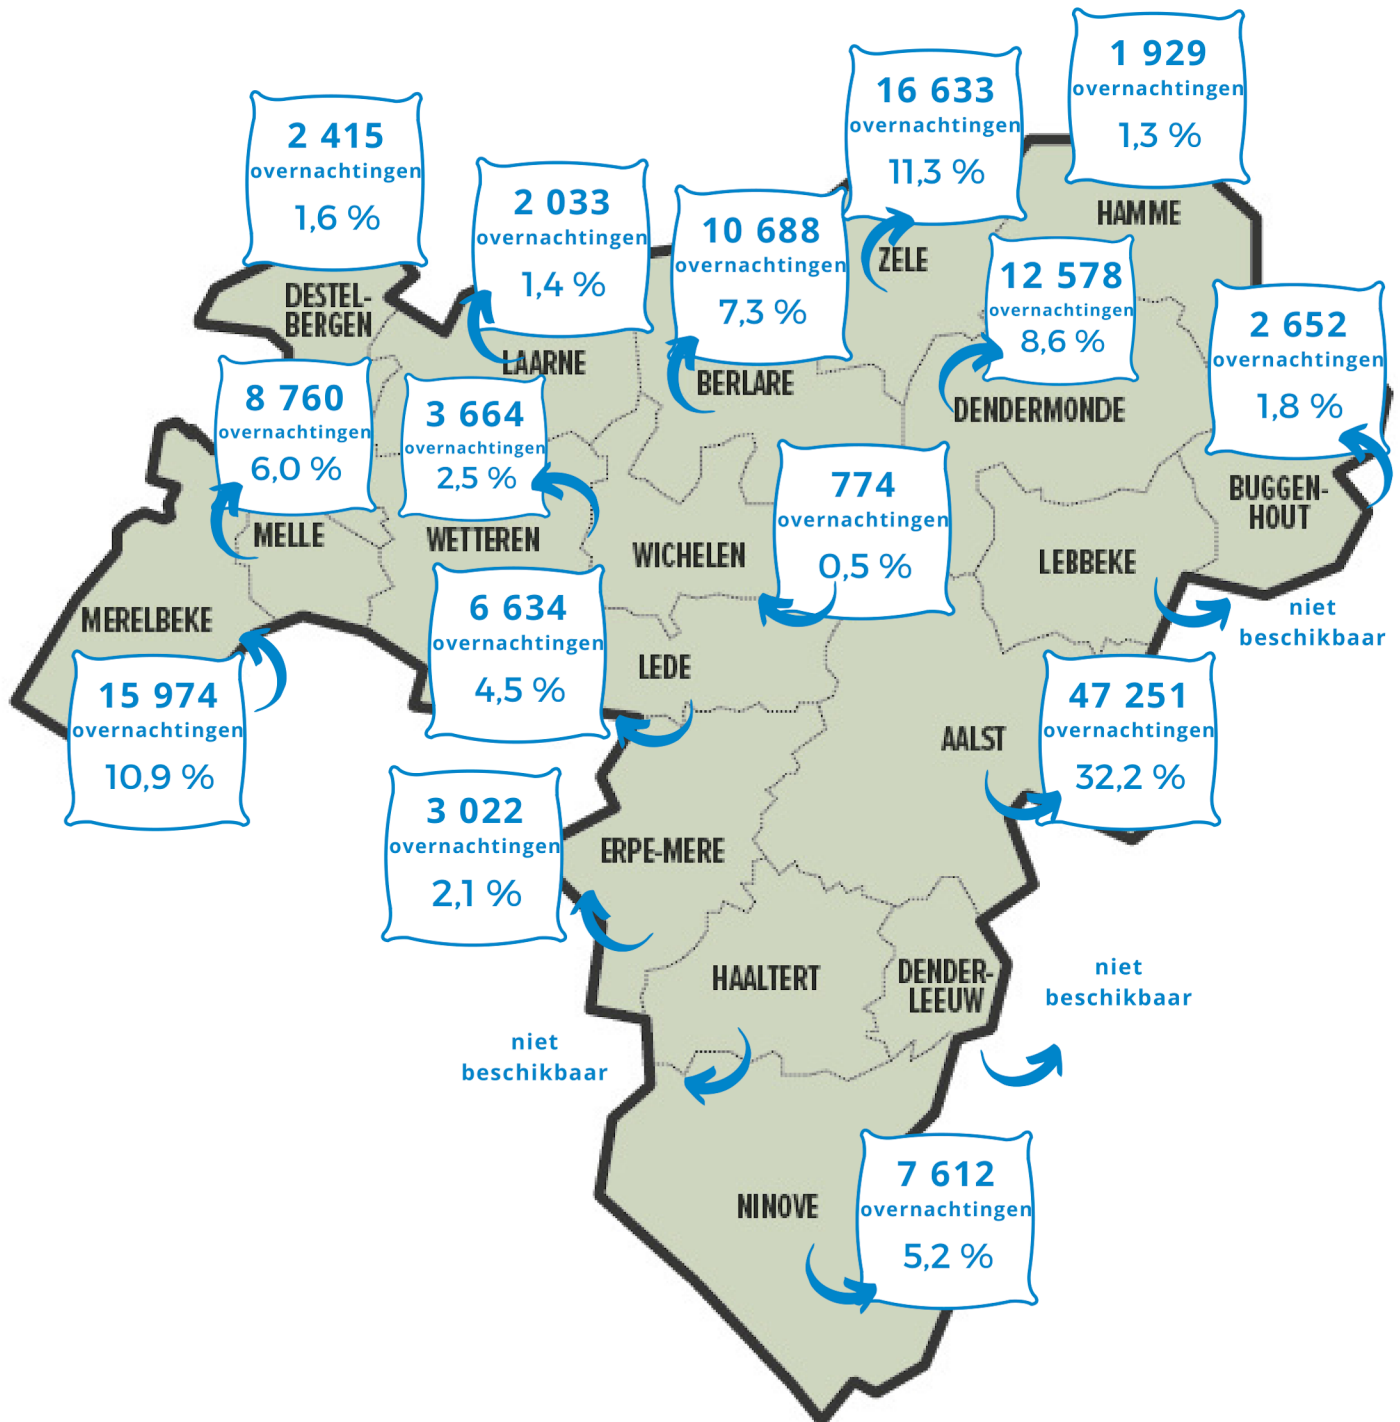 1 929
overnachtingen
1,3 %
HAMME
16 633
overnachtingen
11,3 %
ZELE
2 415
overnachtingen
1,6 %
DESTEL-
BERGEN
2 033
overnachtingen
1,4 %
LAARNE
10 688
overnachtingen
7,3 %
BERLARE
12 578
overnachtingen
8,6 %
DENDERMONDE
2 652
overnachtingen
1,8 %
BUGGEN-
HOUT
8 760
overnachtingen
6,0 %
MELLE
3 664
overnachtingen
2,5 %
WETTEREN
774
overnachtingen
0,5 %
WICHELEN
LEBBEKE
niet
beschikbaar
MERELBEKE
15 974
overnachtingen
10,9 %
6 634
overnachtingen
4,5 %
LEDE
AALST
47 251
overnachtingen
32,2 %
3 022
overnachtingen
2,1 %
ERPE-MERE
HAALTERT
niet
beschikbaar
DENDER-
LEEUW
niet
beschikbaar
NINOVE
7 612
overnachtingen
5,2 %